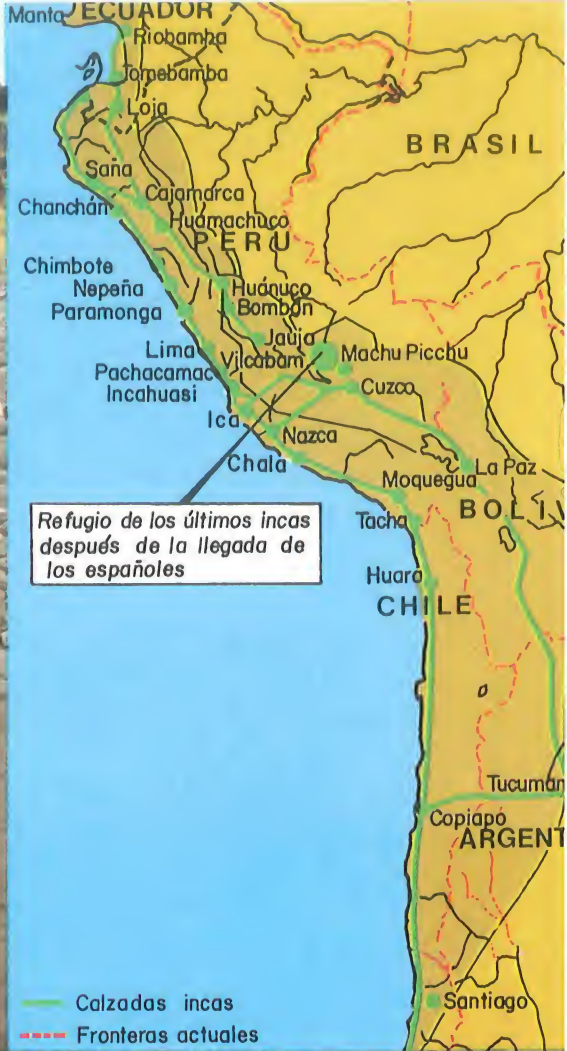 Manta
ECUADOR
Riobamba
Tomebamba
Loja
BRASIL
Saña
Cajamarca
Chanchán
Huamachuco
PERU
Chimbote
Huánuco
Nepeña
Bombón
Paramonga
Jauja
Lima
Vilcabam
Machu Picchu
Pachacamac
Cuzco
Incahuasi
Ica
Nazca
Chala
La Paz
Moquegua
BOLIV
Tacha
Refugio de los últimos incas
después de la llegada de
los españoles
Huara
CHILE
Tucuman
Copiapó
ARGENT
Santiago
Calzadas incas
Fronteras actuales